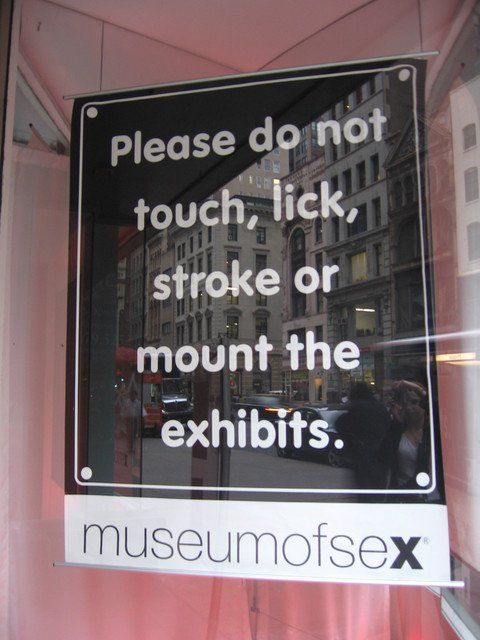 Please do not
touch, lick,
stroke or
mount the
exhibits.
museumofsex®